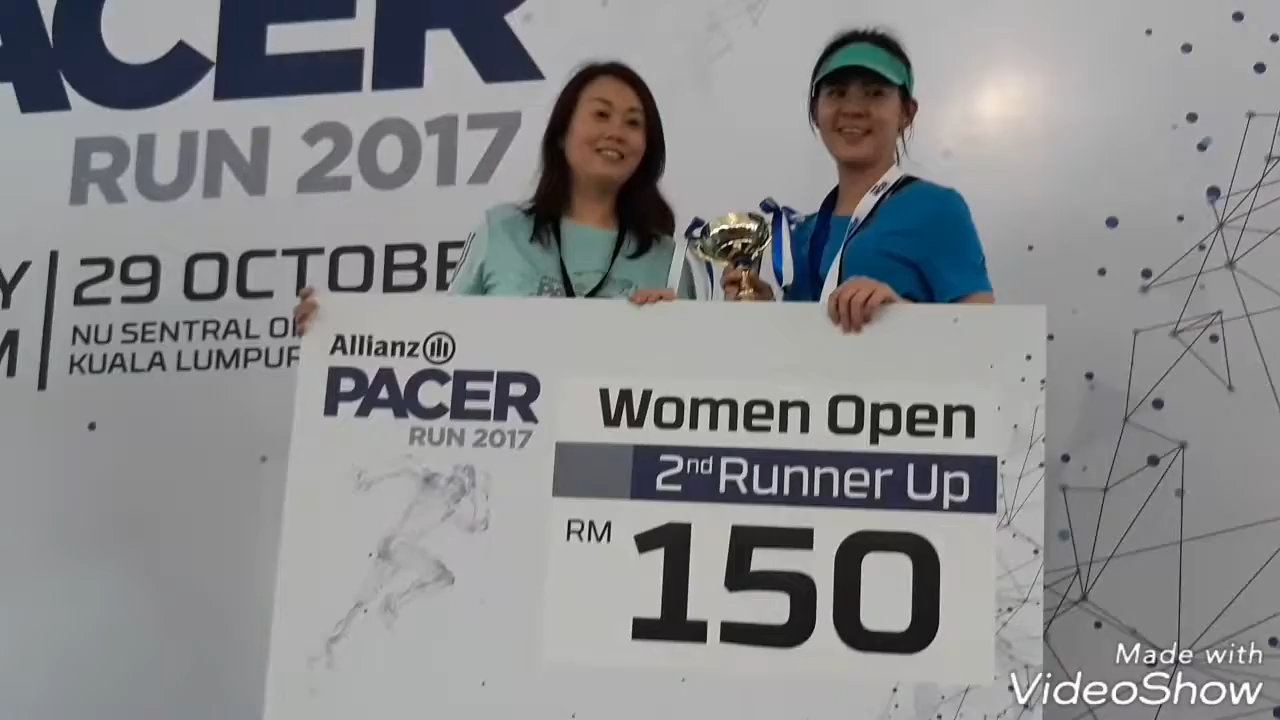 ACER
RUN 2017
Y
M
29 OCTOBE
NU SENTRAL
KUALA LUMPUR
Allianz
PACER
RUN 2017
Women Open
2nd Runner Up
RM
150
Made with
VideoShow